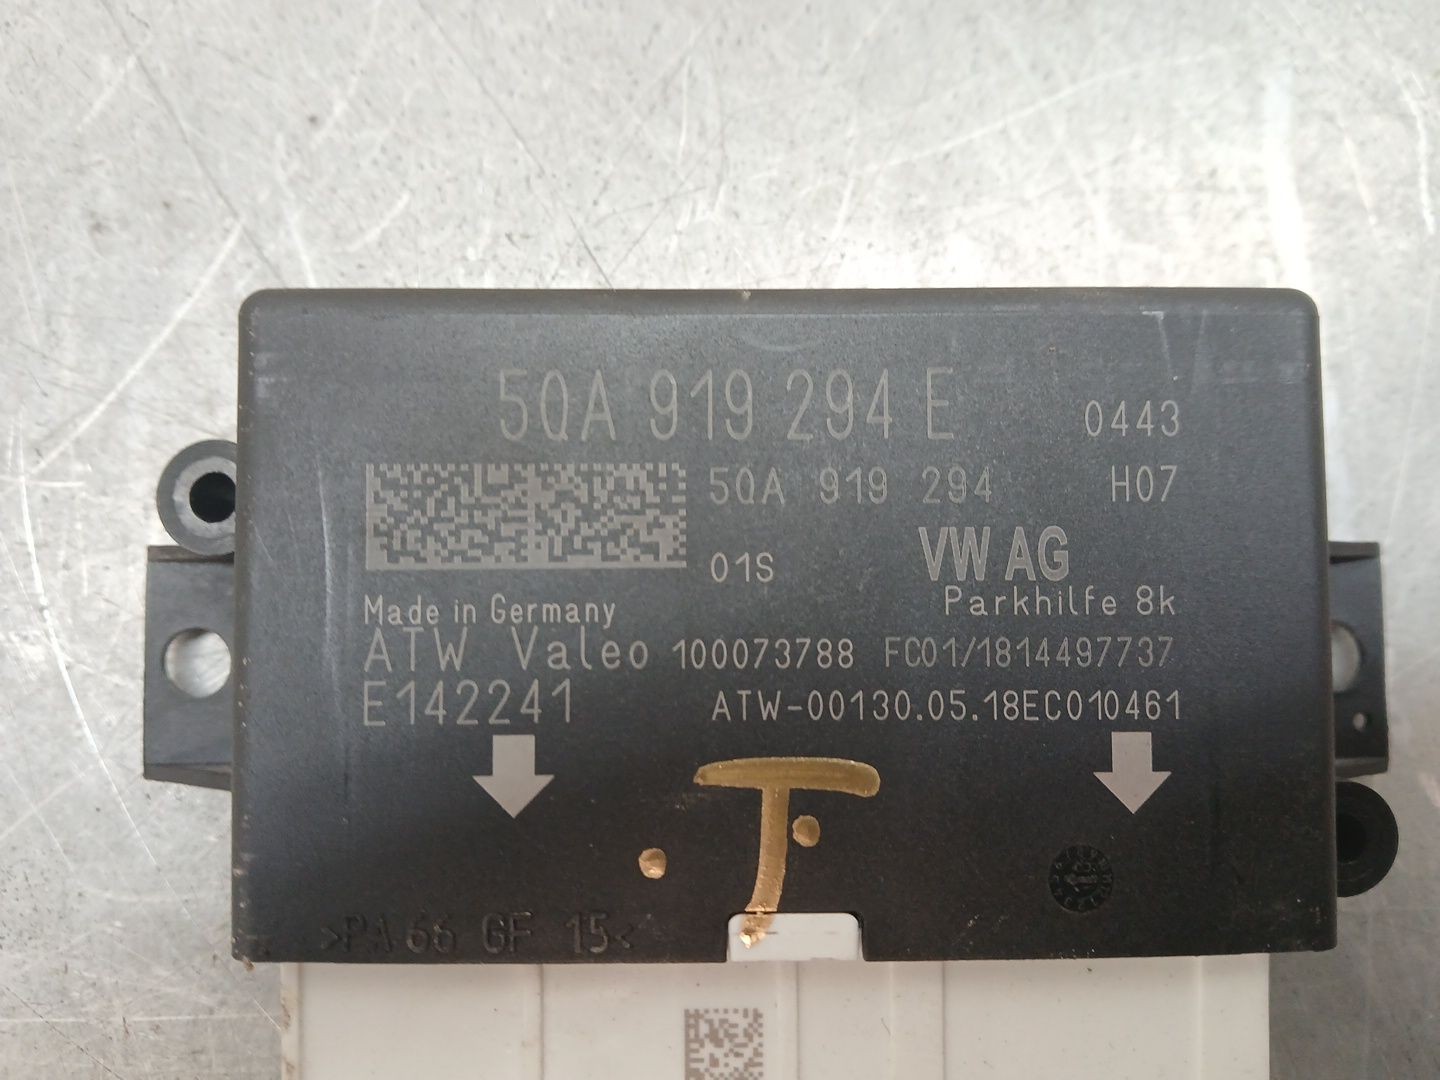 5QA 919 294 E 0443
5QA 919 294 H07
01S VW AG
Parkhilfe 8k
Made in Germany
ATW Valeo 100073788 FC01/1814497737
E142241 ATW-00130.05.18EC010461
T
>PA 66 GF 15<